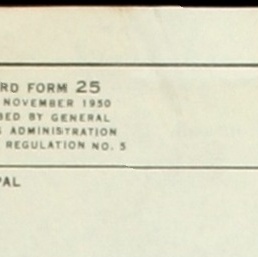 RD FORM 25
NOVEMBER 1950
BED BY GENERAL
S ADMINISTRATION
REGULATION NO. 5
PAL